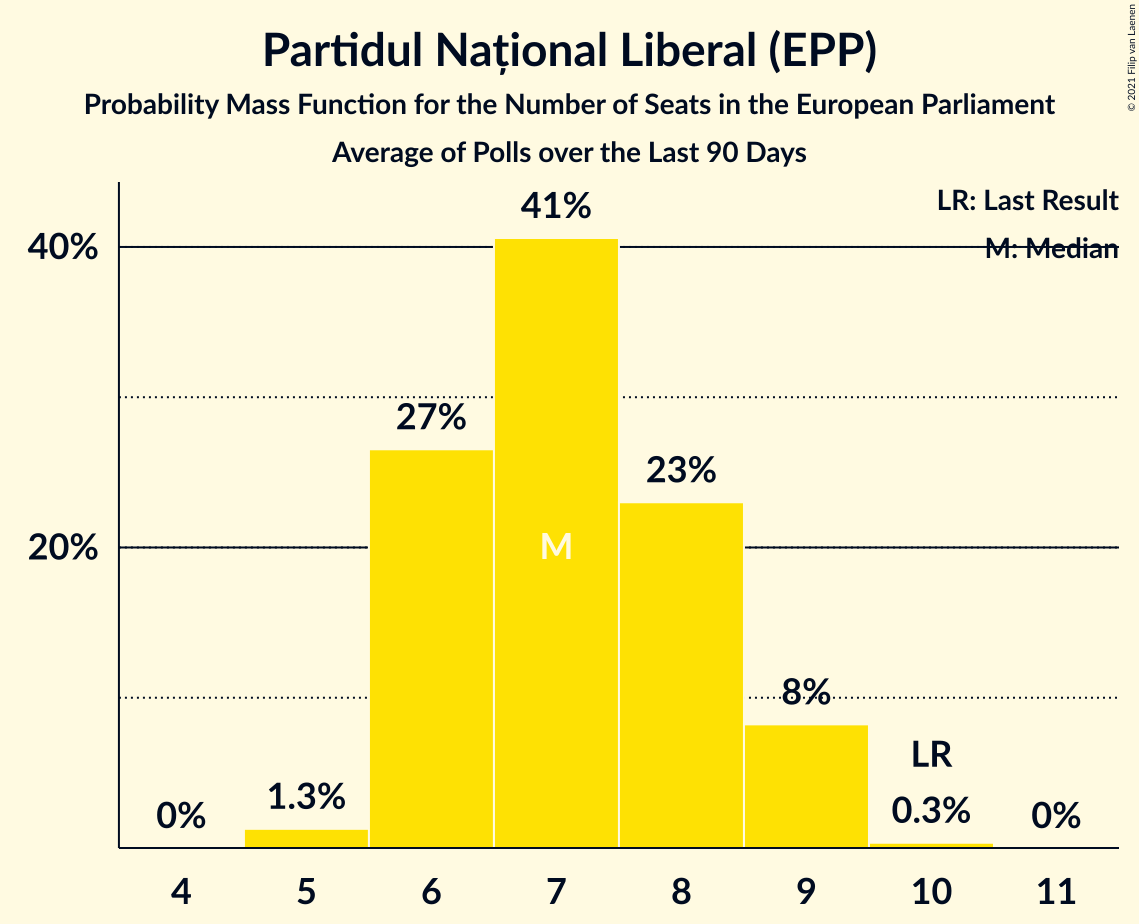 Partidul Național Liberal (EPP)
Probability Mass Function for the Number of Seats in the European Parliament
Average of Polls over the Last 90 Days
© 2021 Filip van Laenen
LR: Last Result
M: Median
41%
40%
27%
23%
20%
M
8%
LR
1.3%
0.3%
0%
0%
4 5 6 7 8 9 10 11